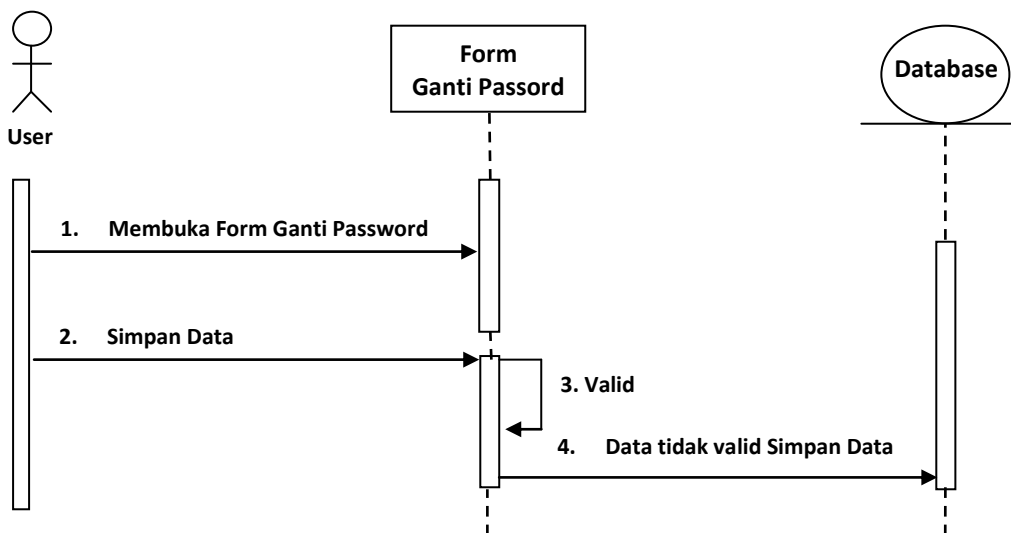 Form
Ganti Passord
Database
User
1. Membuka Form Ganti Password
2. Simpan Data
3. Valid
4. Data tidak valid Simpan Data